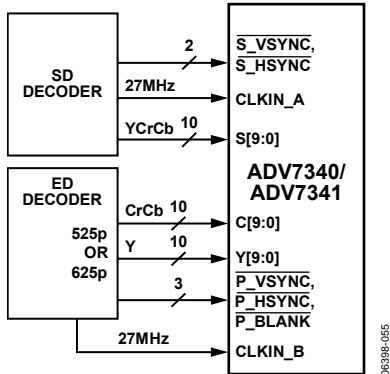 SD
DECODER
2
S_VSYNC,
S_HSYNC
27MHz
CLKIN_A
YCrCb 10
S[9:0]
ADV7340/
ADV7341
ED
DECODER
525p
OR
625p
CrCb 10
C[9:0]
Y 10
Y[9:0]
3
P_VSYNC,
P_HSYNC,
P_BLANK
27MHz
CLKIN_B
06398-055